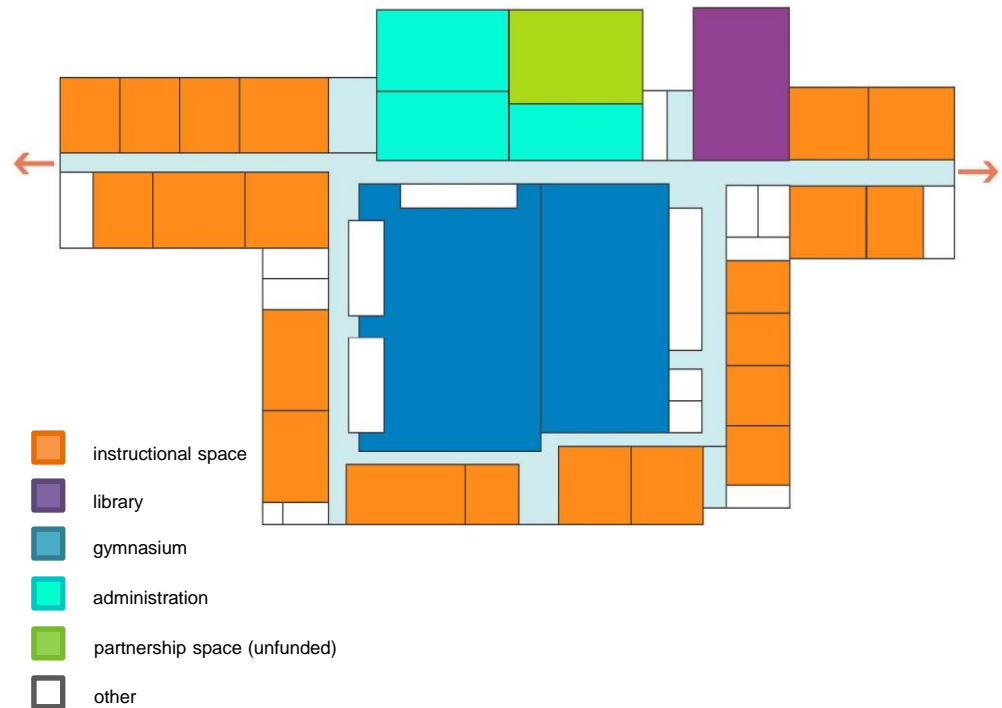 instructional space
library
gymnasium
administration
partnership space (unfunded)
other